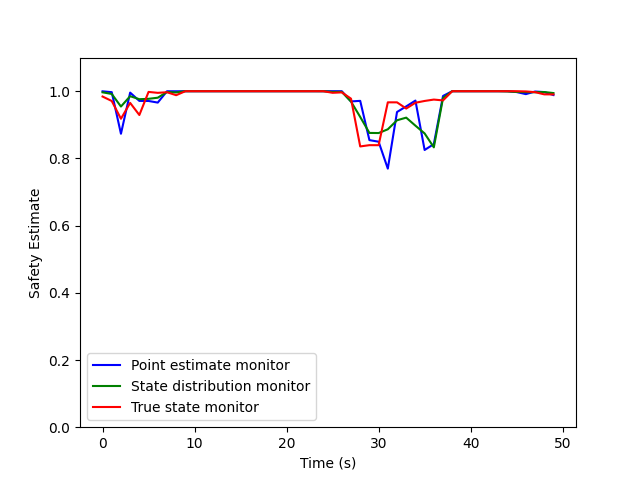 1.0
0.8
0.6
0.4
0.2
0.0
Safety Estimate
Point estimate monitor
State distribution monitor
True state monitor
0 10 20 30 40 50
Time (s)